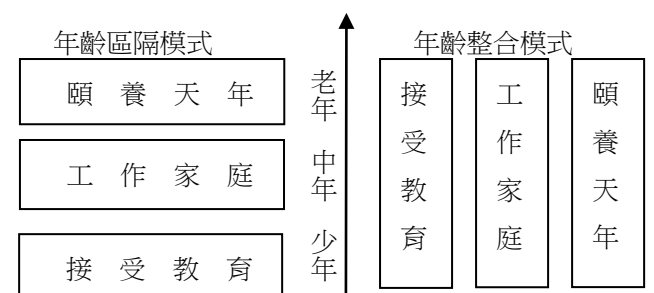 年齡區隔模式
頤養天年
工作家庭
接受教育
老年
中年
少年
年齡整合模式
接受教育
工作家庭
頤養天年